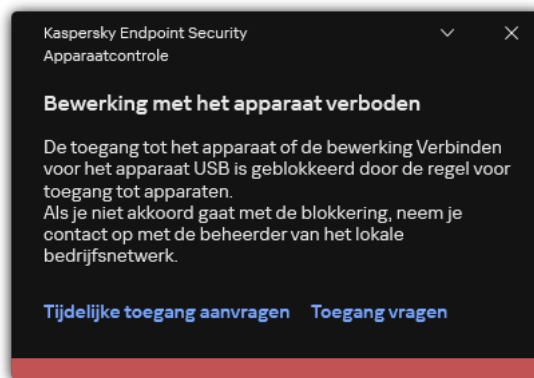 Kaspersky Endpoint Security
Apparaatcontrole
Bewerking met het apparaat verboden
De toegang tot het apparaat of de bewerking Verbinden
voor het apparaat USB is geblokkeerd door de regel voor
toegang tot apparaten.
Als je niet akkoord gaat met de blokkering, neem je
contact op met de beheerder van het lokale
bedrijfsnetwerk.
Tijdelijke toegang aanvragen Toegang vragen